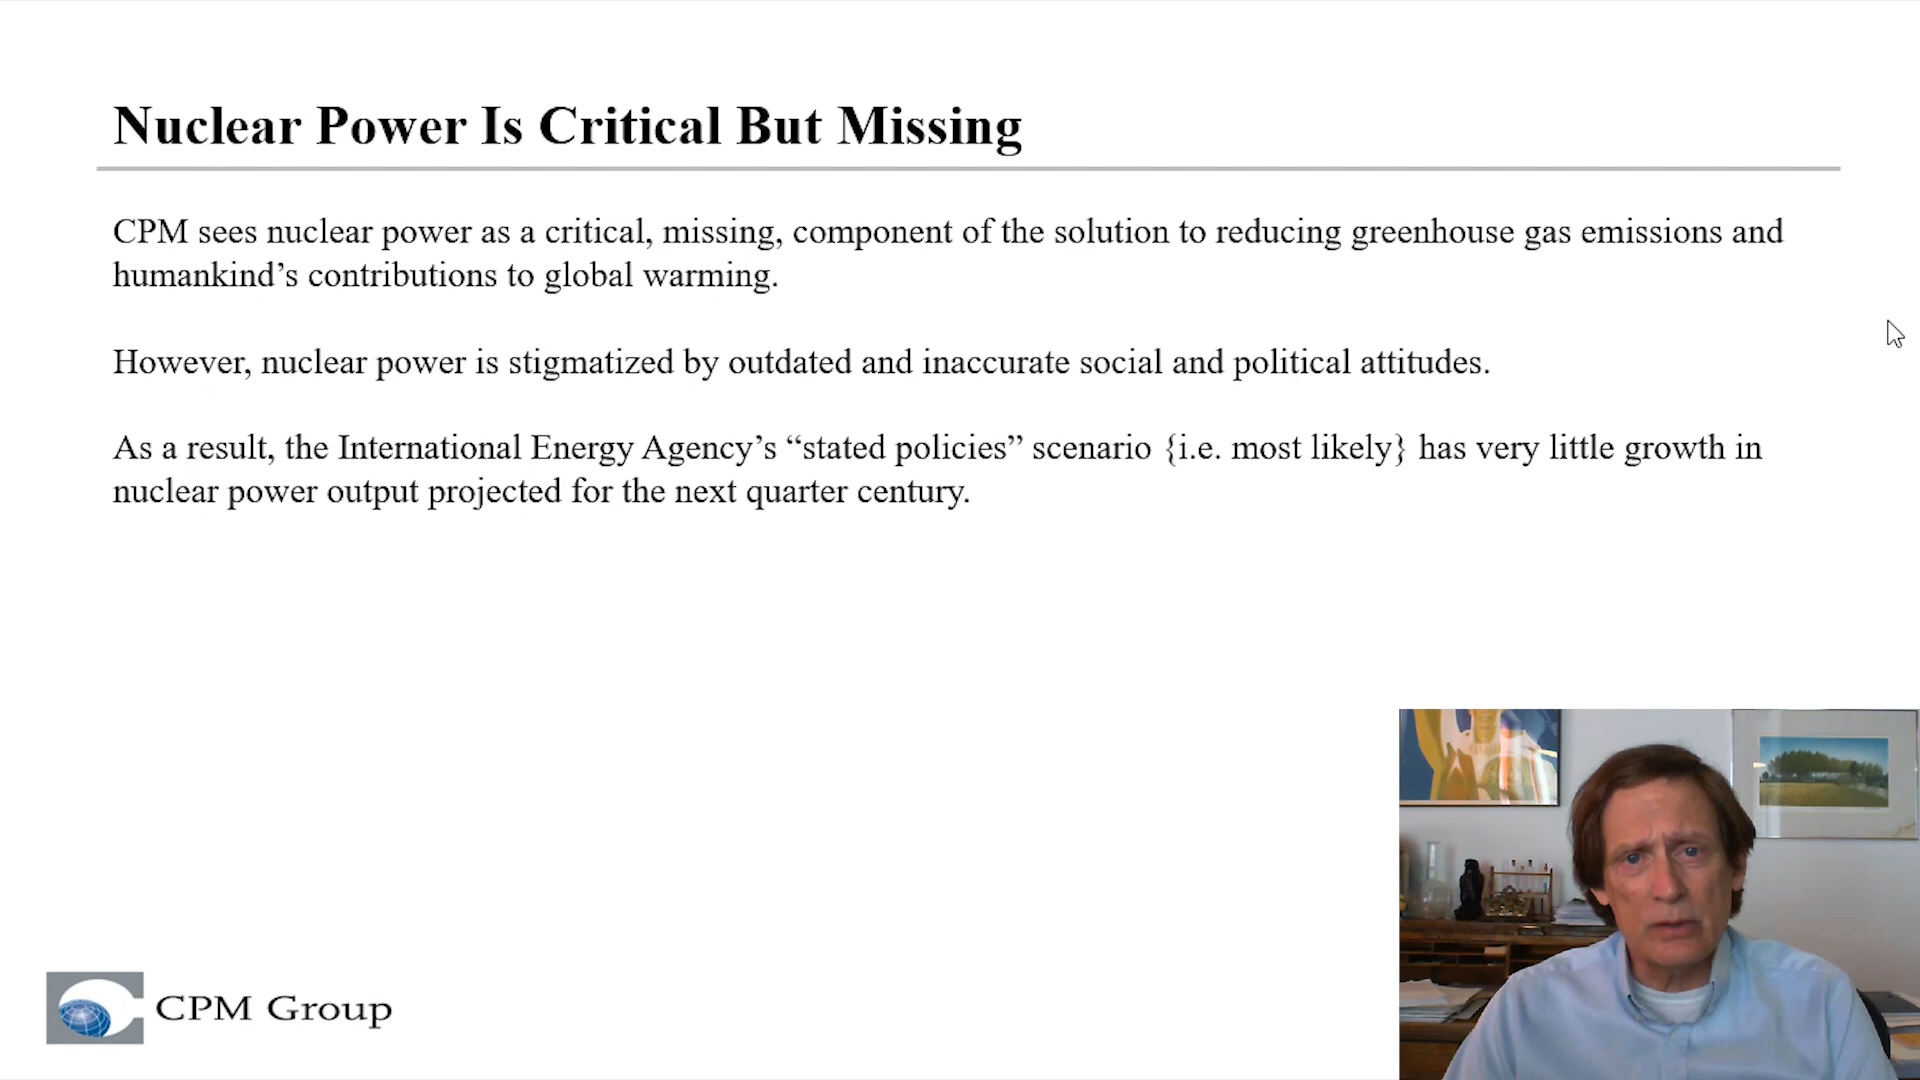 Nuclear Power Is Critical But Missing
CPM sees nuclear power as a critical, missing, component of the solution to reducing greenhouse gas emissions and
humankind’s contributions to global warming.
However, nuclear power is stigmatized by outdated and inaccurate social and political attitudes.
As a result, the International Energy Agency’s “stated policies” scenario {i.e. most likely} has very little growth in
nuclear power output projected for the next quarter century.
CPM Group